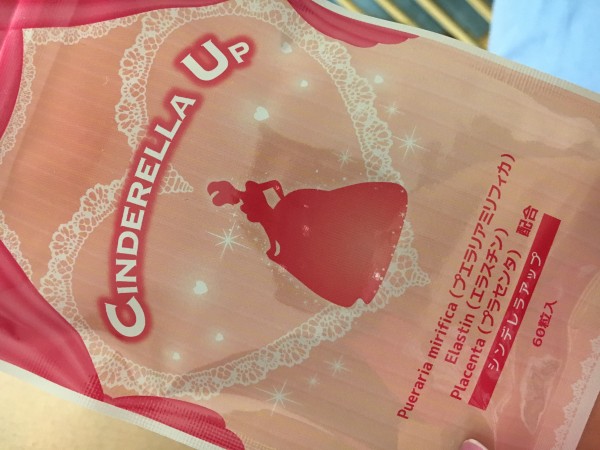 CINDERELLA UP
Pueraria mirifica (プエラリアミリフィカ)
Elastin (エラスチン)
Placenta (プラセンタ) 配合
シンデレラアップ
60粒入